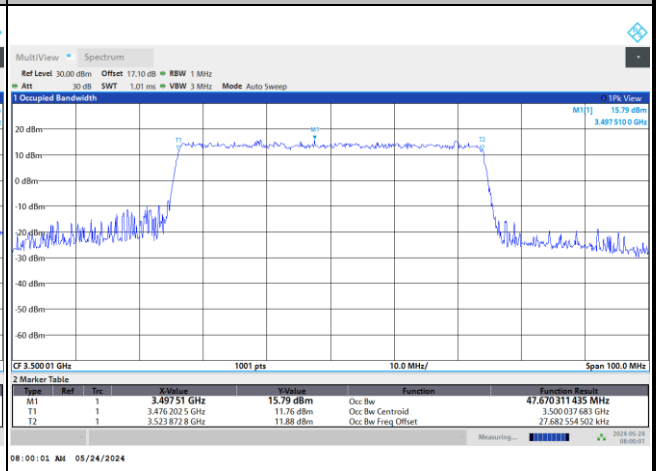 MultiView Spectrum
Ref Level 30.00 dBm Offset 17.10 dB RBW 1 MHz
Att 30 dB SWT 1.01 ms VBW 3 MHz Mode Auto Sweep
1 Occupied Bandwidth 1Pk View
M1[1] 15.79 dBm
3.497 510 0 GHz
20 dBm
T1 M1 T2
10 dBm
0 dBm
-10 dBm
-20 dBm
-30 dBm
-40 dBm
-50 dBm
-60 dBm
CF 3.500 01 GHz 1001 pts 10.0 MHz/ Span 100.0 MHz
2 Marker Table
Type Ref Trc X-Value Y-Value Function Function Result
M1 1 3.497 51 GHz 15.79 dBm Occ Bw 47.670 311 435 MHz
T1 1 3.476 202 5 GHz 11.76 dBm Occ Bw Centroid 3.500 037 683 GHz
T2 1 3.523 872 8 GHz 11.88 dBm Occ Bw Freq Offset 27.682 554 502 kHz
Measuring... 2024-05-24
08:00:01
08:00:01 AM 05/24/2024